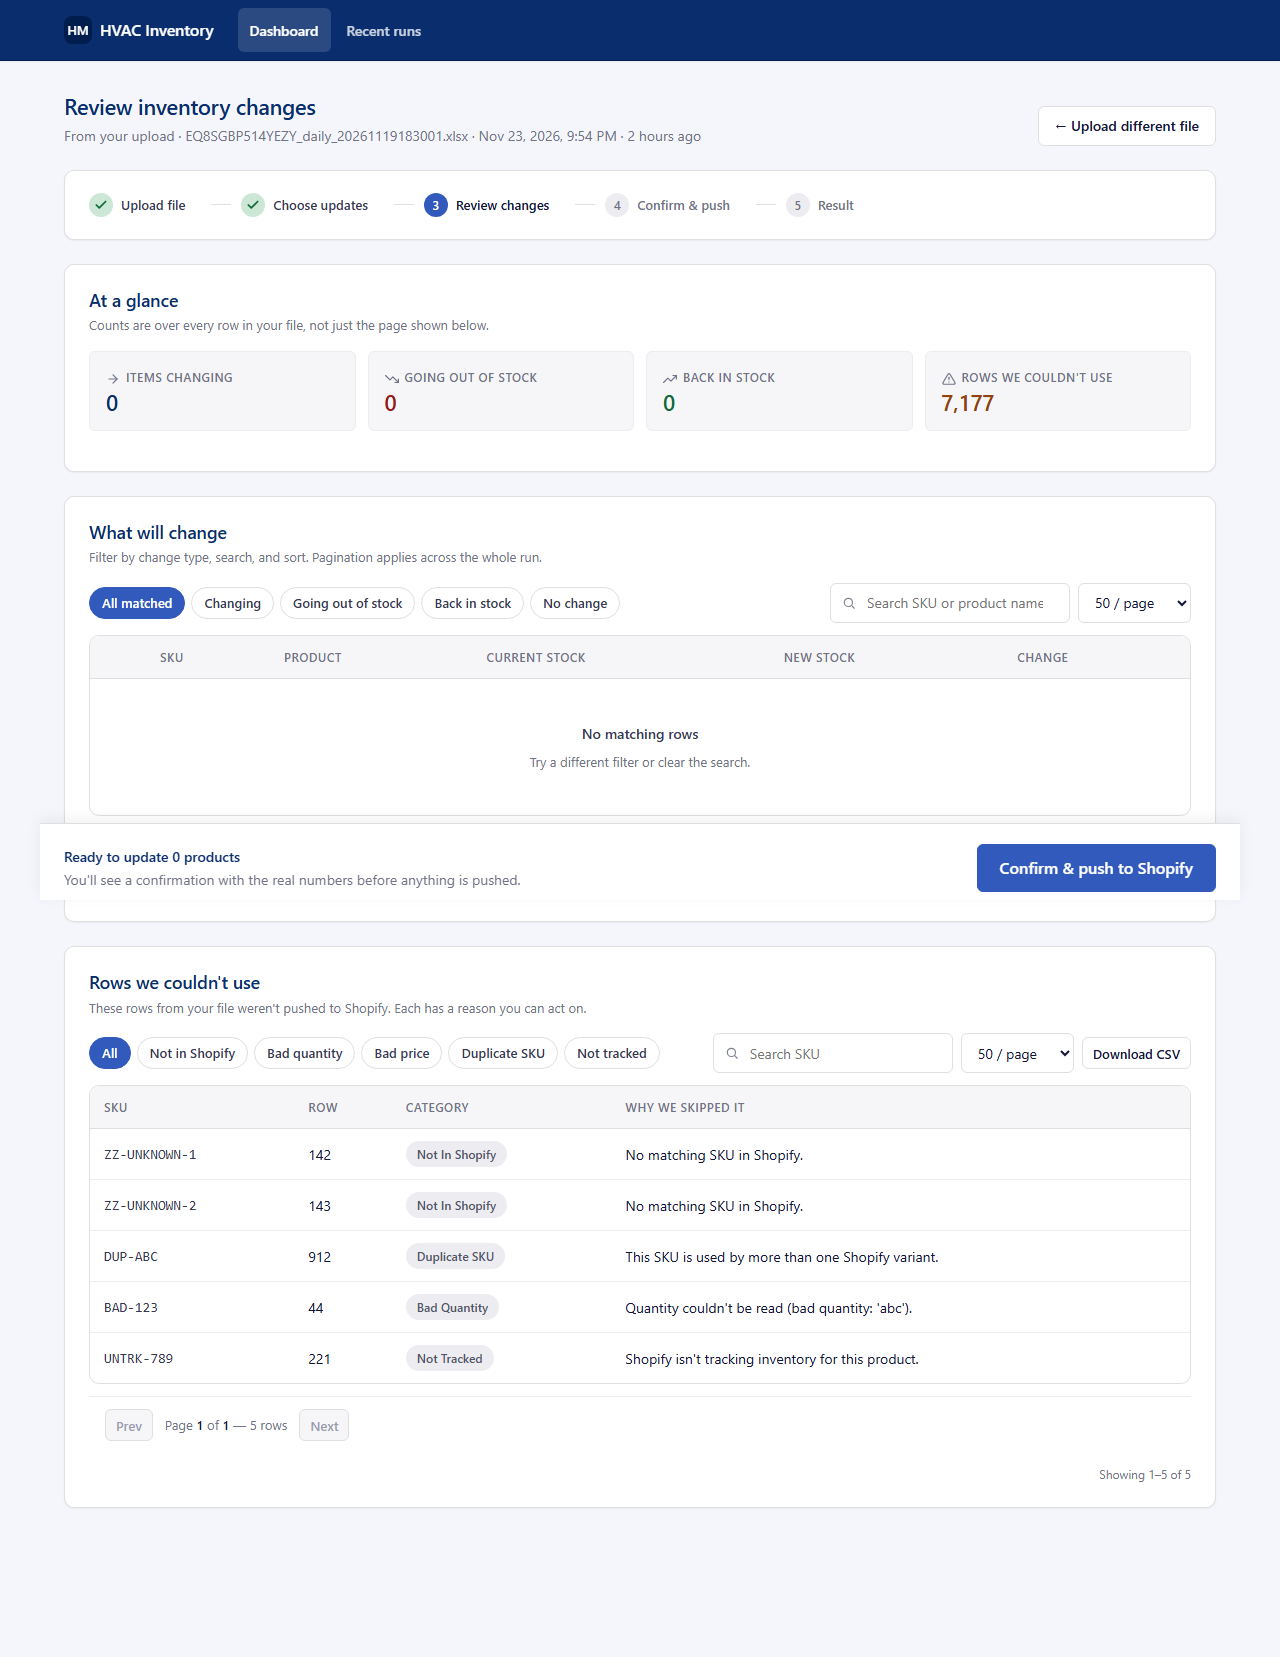 HM HVAC Inventory Dashboard Recent runs
Review inventory changes
From your upload · EQ8SGBP514YEZY_daily_20261119183001.xlsx · Nov 23, 2026, 9:54 PM · 2 hours ago
← Upload different file
Upload file Choose updates 3 Review changes 4 Confirm & push 5 Result
At a glance
Counts are over every row in your file, not just the page shown below.
ITEMS CHANGING
0
GOING OUT OF STOCK
0
BACK IN STOCK
0
ROWS WE COULDN'T USE
7,177
What will change
Filter by change type, search, and sort. Pagination applies across the whole run.
All matched Changing Going out of stock Back in stock No change Search SKU or product name 50 / page
SKU PRODUCT CURRENT STOCK NEW STOCK CHANGE
No matching rows
Try a different filter or clear the search.
Ready to update 0 products
You'll see a confirmation with the real numbers before anything is pushed.
Confirm & push to Shopify
Rows we couldn't use
These rows from your file weren't pushed to Shopify. Each has a reason you can act on.
All Not in Shopify Bad quantity Bad price Duplicate SKU Not tracked Search SKU 50 / page Download CSV
SKU ROW CATEGORY WHY WE SKIPPED IT
ZZ-UNKNOWN-1 142 Not In Shopify No matching SKU in Shopify.
ZZ-UNKNOWN-2 143 Not In Shopify No matching SKU in Shopify.
DUP-ABC 912 Duplicate SKU This SKU is used by more than one Shopify variant.
BAD-123 44 Bad Quantity Quantity couldn't be read (bad quantity: 'abc').
UNTRK-789 221 Not Tracked Shopify isn't tracking inventory for this product.
Prev Page 1 of 1 — 5 rows Next
Showing 1–5 of 5